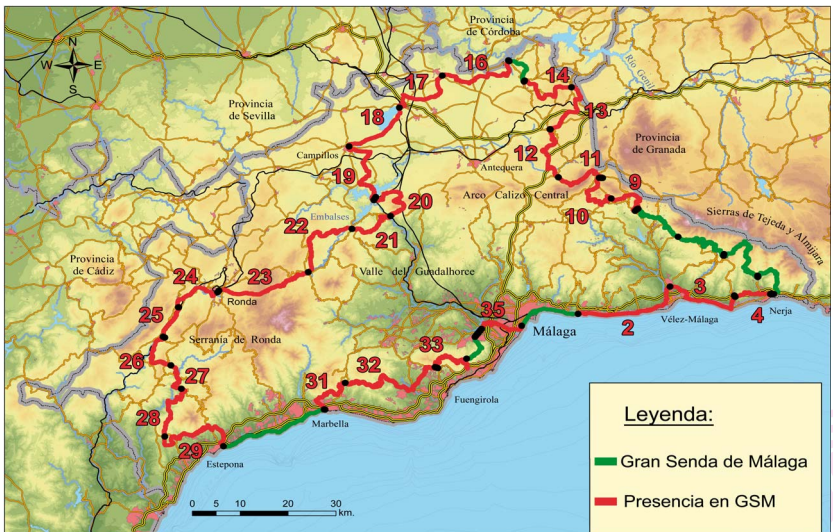 Provincia
de Córdoba
N
W E
S
16
17
14
Río Genil
Provincia
de Sevilla
18
13
Provincia
de Granada
Campillos
12
Antequera
11
19
Arco Calizo Central
9
10
20
Embalses
22
21
Sierras de Tejeda y Almijara
Provincia
de Cádiz
24
23
Valle del Guadalhorce
Ronda
3
25
35
Málaga
2
Vélez-Málaga
4
Nerja
Serranía de Ronda
26
33
32
27
31
Fuengirola
28
Marbella
29
Estepona
0 5 10 20 30
km.
Leyenda:
Gran Senda de Málaga
Presencia en GSM